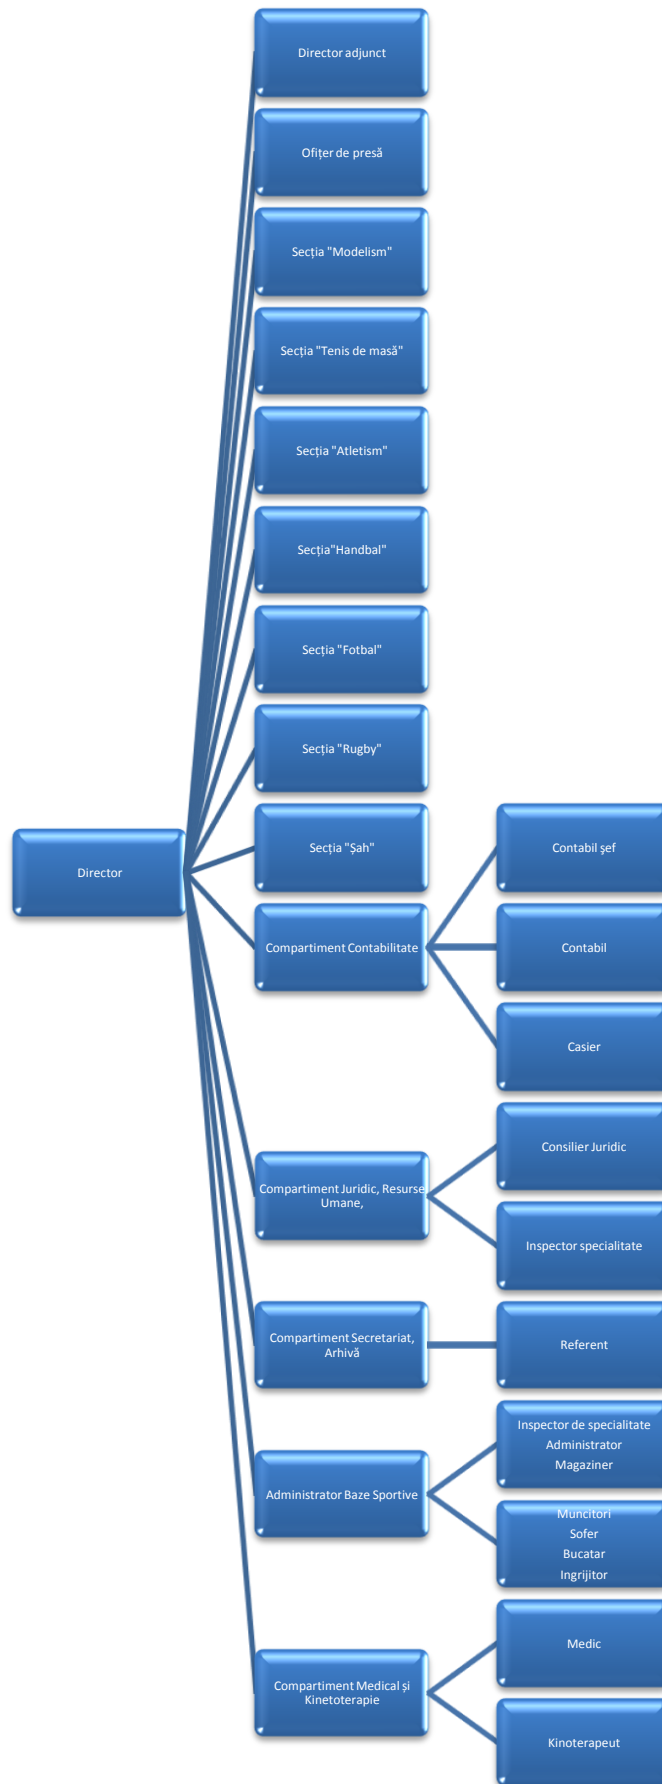 Director adjunct
Ofițer de presă
Secția "Modelism"
Secția "Tenis de masă"
Secția "Atletism"
Secția"Handbal"
Secția "Fotbal"
Secția "Rugby"
Director
Secția "Șah"
Contabil şef
Compartiment Contabilitate
Contabil
Casier
Compartiment Juridic, Resurse
Umane,
Consilier Juridic
Inspector specialitate
Compartiment Secretariat,
Arhivă
Referent
Administrator Baze Sportive
Inspector de specialitate
Administrator
Magaziner
Muncitori
Sofer
Bucatar
Ingrijitor
Compartiment Medical și
Kinetoterapie
Medic
Kinoterapeut